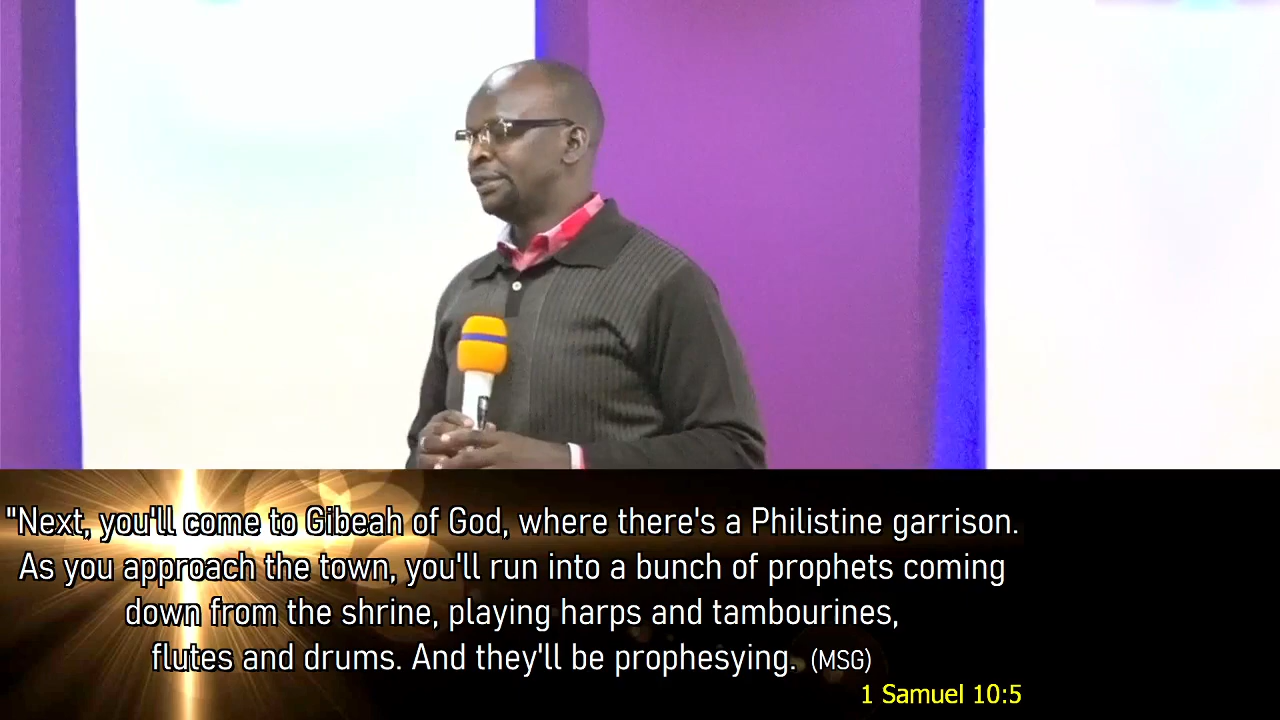 "Next, you'll come to Gibeah of God, where there's a Philistine garrison.
As you approach the town, you'll run into a bunch of prophets coming
down from the shrine, playing harps and tambourines,
flutes and drums. And they'll be prophesying. (MSG)
1 Samuel 10:5